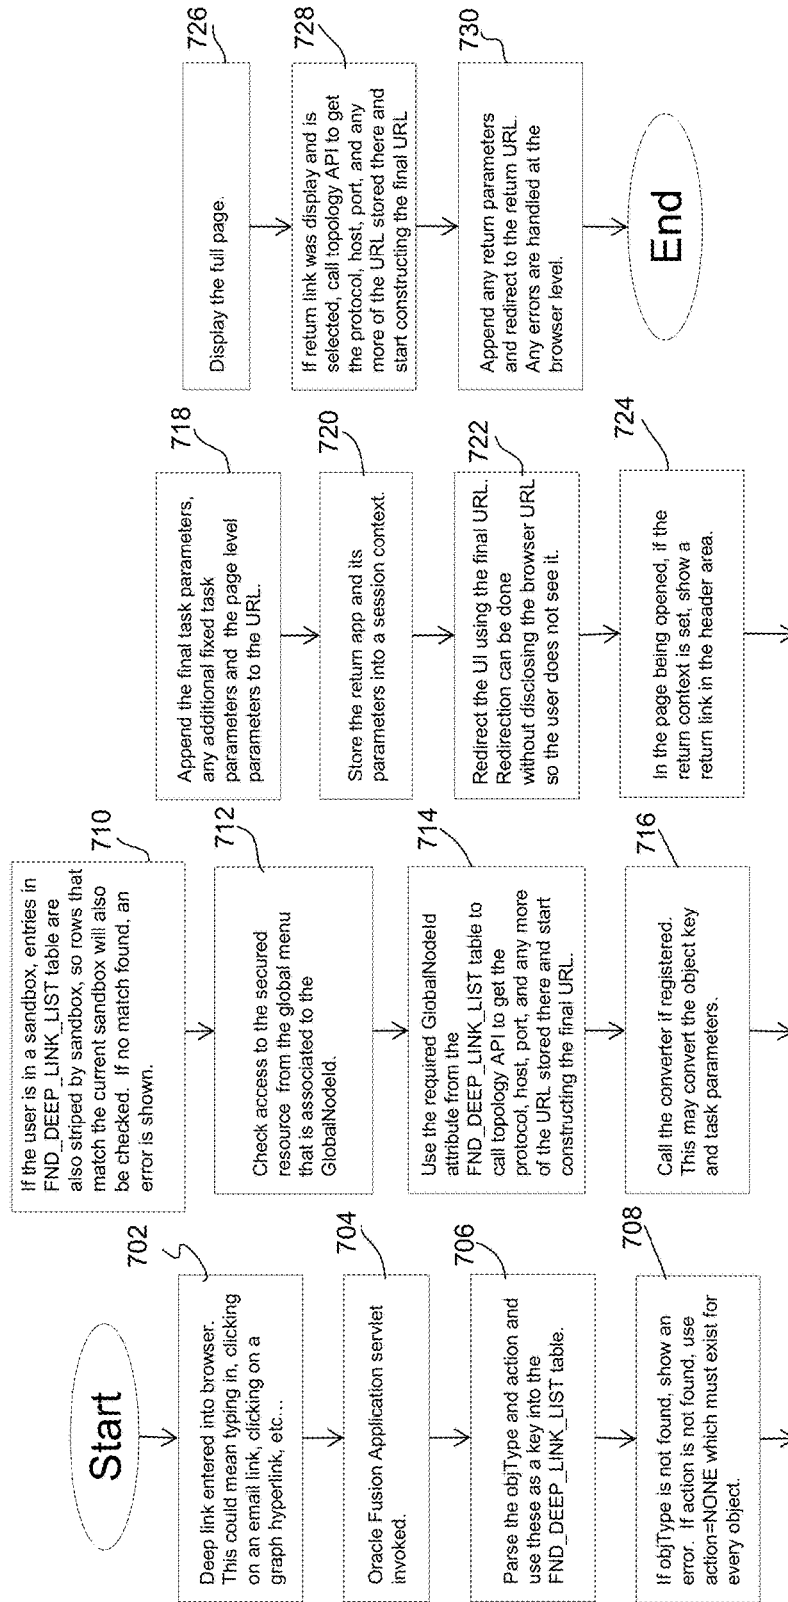 Start
702
Deep link entered into browser.
This could mean typing in, clicking
on an email link, clicking on a
graph hyperlink, etc...
704
Oracle Fusion Application servlet
invoked.
706
Parse the objType and action and
use these as a key into the
FND_DEEP_LINK_LIST table.
708
If objType is not found, show an
error. If action is not found, use
action=NONE which must exist for
every object.
710
If the user is in a sandbox, entries in
FND_DEEP_LINK_LIST table are
also striped by sandbox, so rows that
match the current sandbox will also
be checked. If no match found, an
error is shown.
712
Check access to the secured
resource from the global menu
that is associated to the
GlobalNodeId.
714
Use the required GlobalNodeId
attribute from the
FND_DEEP_LINK_LIST table to
call topology API to get the
protocol, host, port, and any more
of the URL stored there and start
constructing the final URL.
716
Call the converter if registered.
This may convert the object key
and task parameters.
718
Append the final task parameters,
any additional fixed task
parameters and the page level
parameters to the URL.
720
Store the return app and its
parameters into a session context.
722
Redirect the UI using the final URL.
Redirection can be done
without disclosing the browser URL
so the user does not see it.
724
In the page being opened, if the
return context is set, show a
return link in the header area.
726
Display the full page.
728
If return link was display and is
selected, call topology API to get
the protocol, host, port, and any
more of the URL stored there and
start constructing the final URL
730
Append any return parameters
and redirect to the return URL.
Any errors are handled at the
browser level.
End